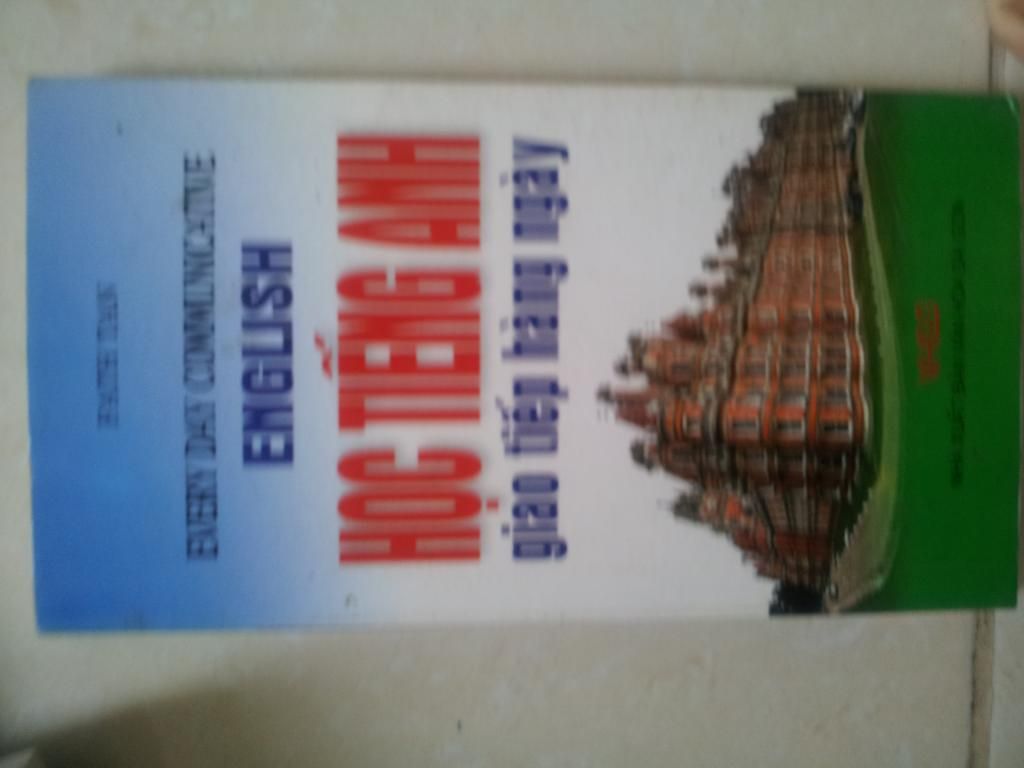 EVERY DAY COMMUNICATIVE
ENGLISH
HỌC TIẾNG ANH
giao tiếp hàng ngày